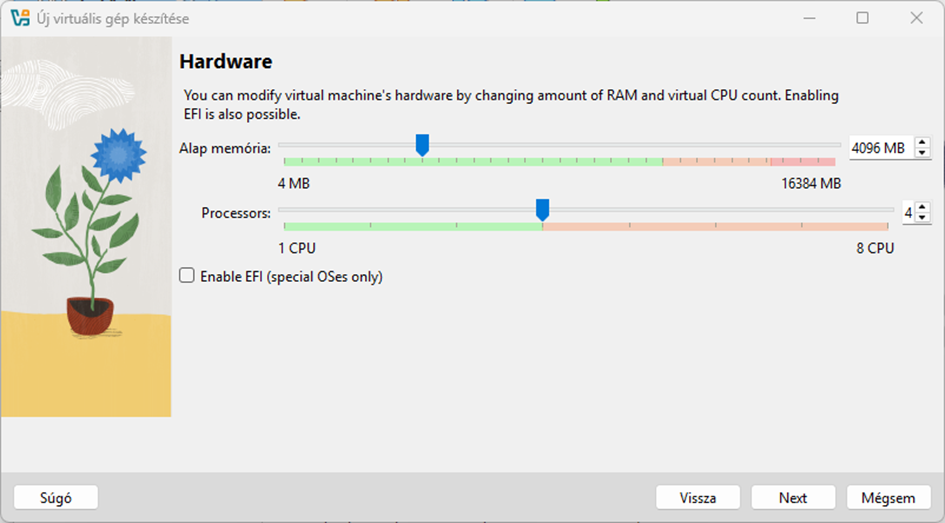 Új virtuális gép készítése
Hardware
You can modify virtual machine's hardware by changing amount of RAM and virtual CPU count. Enabling
EFI is also possible.
Alap memória: 4096 MB
4 MB 16384 MB
Processors: 4
1 CPU 8 CPU
Enable EFI (special OSes only)
Súgó Vissza Next Mégsem